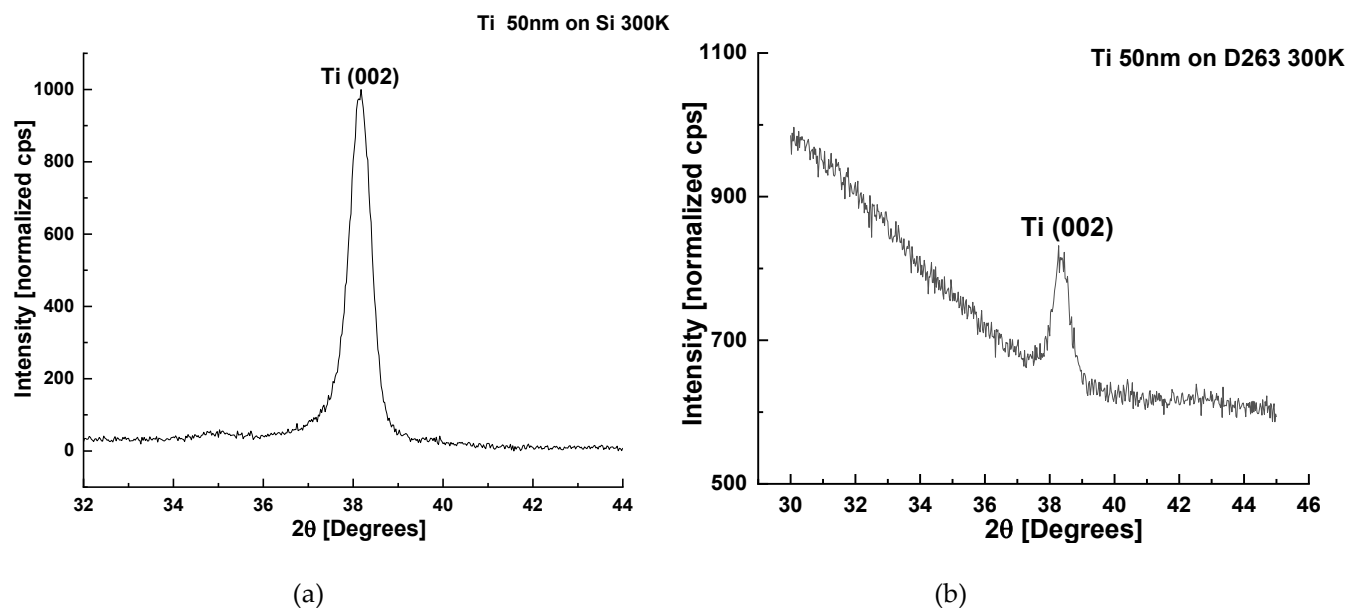 Ti 50nm on Si 300K
Ti (002)
1000
800
600
400
200
0
Intensity [normalized cps]
32 34 36 38 40 42 44
2θ [Degrees]
(a)
Ti 50nm on D263 300K
Ti (002)
1100
900
700
500
Intensity [normalized cps]
30 32 34 36 38 40 42 44 46
2θ [Degrees]
(b)